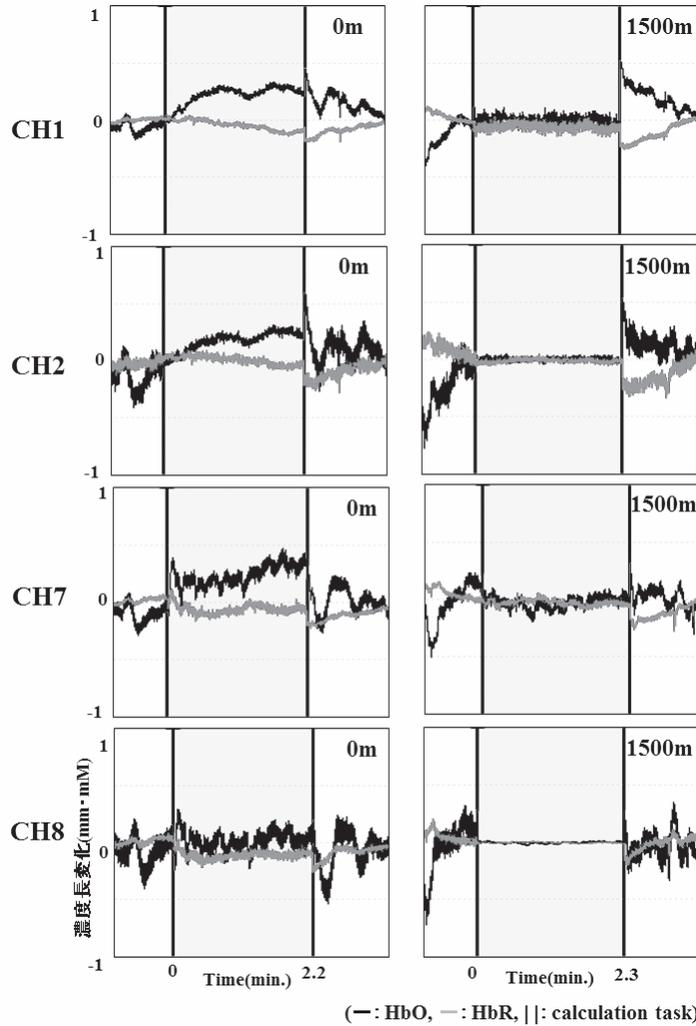 1
0m
1500m
CH1
0
-1
1
0m
1500m
CH2
0
-1
1
0m
1500m
CH7
0
-1
1
0m
1500m
CH8
0
-1
濃度長変化(mm・mM)
0 Time(min.) 2.2
0 Time(min.) 2.3
(ー: HbO, ー: HbR, ||: calculation task)